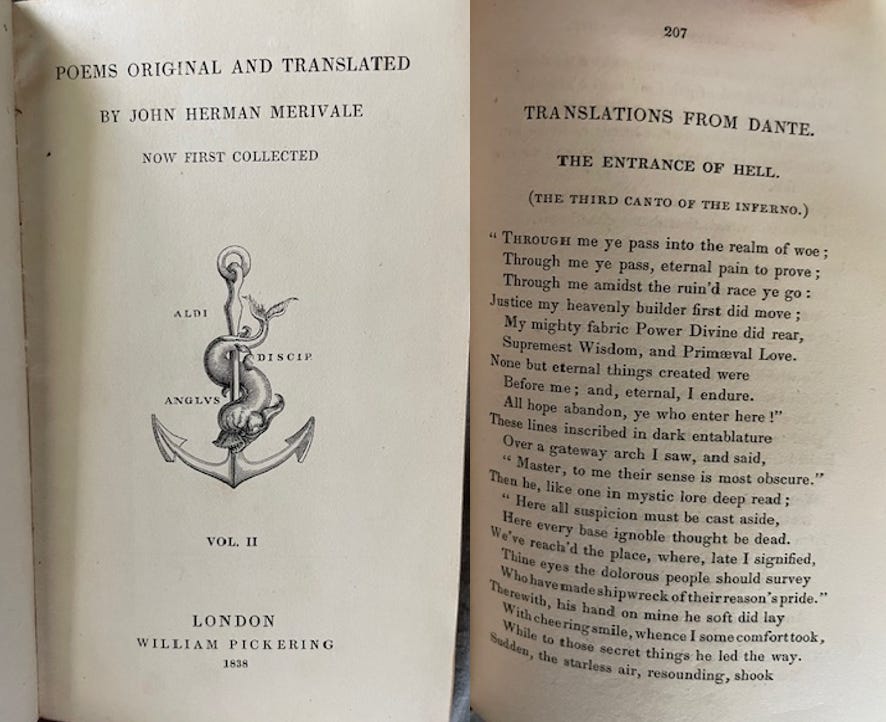 POEMS ORIGINAL AND TRANSLATED
BY JOHN HERMAN MERIVALE
NOW FIRST COLLECTED
ALDI
DISCIP.
ANGLVS
VOL. II
LONDON
WILLIAM PICKERING
1838
207
TRANSLATIONS FROM DANTE.
THE ENTRANCE OF HELL.
(THE THIRD CANTO OF THE INFERNO.)
“ THROUGH me ye pass into the realm of woe ;
Through me ye pass, eternal pain to prove ;
Through me amidst the ruin'd race ye go :
Justice my heavenly builder first did move ;
My mighty fabric Power Divine did rear,
Supremest Wisdom, and Primæval Love.
None but eternal things created were
Before me ; and, eternal, I endure.
All hope abandon, ye who enter here !”
These lines inscribed in dark entablature
Over a gateway arch I saw, and said,
“ Master, to me their sense is most obscure.”
Then he, like one in mystic lore deep read ;
“ Here all suspicion must be cast aside,
Here every base ignoble thought be dead.
We've reach'd the place, where, late I signified,
Thine eyes the dolorous people should survey
Who have made shipwreck of their reason's pride.”
Therewith, his hand on mine he soft did lay
With cheering smile, whence I some comfort took,
While to those secret things he led the way.
Sudden, the starless air, resounding, shook